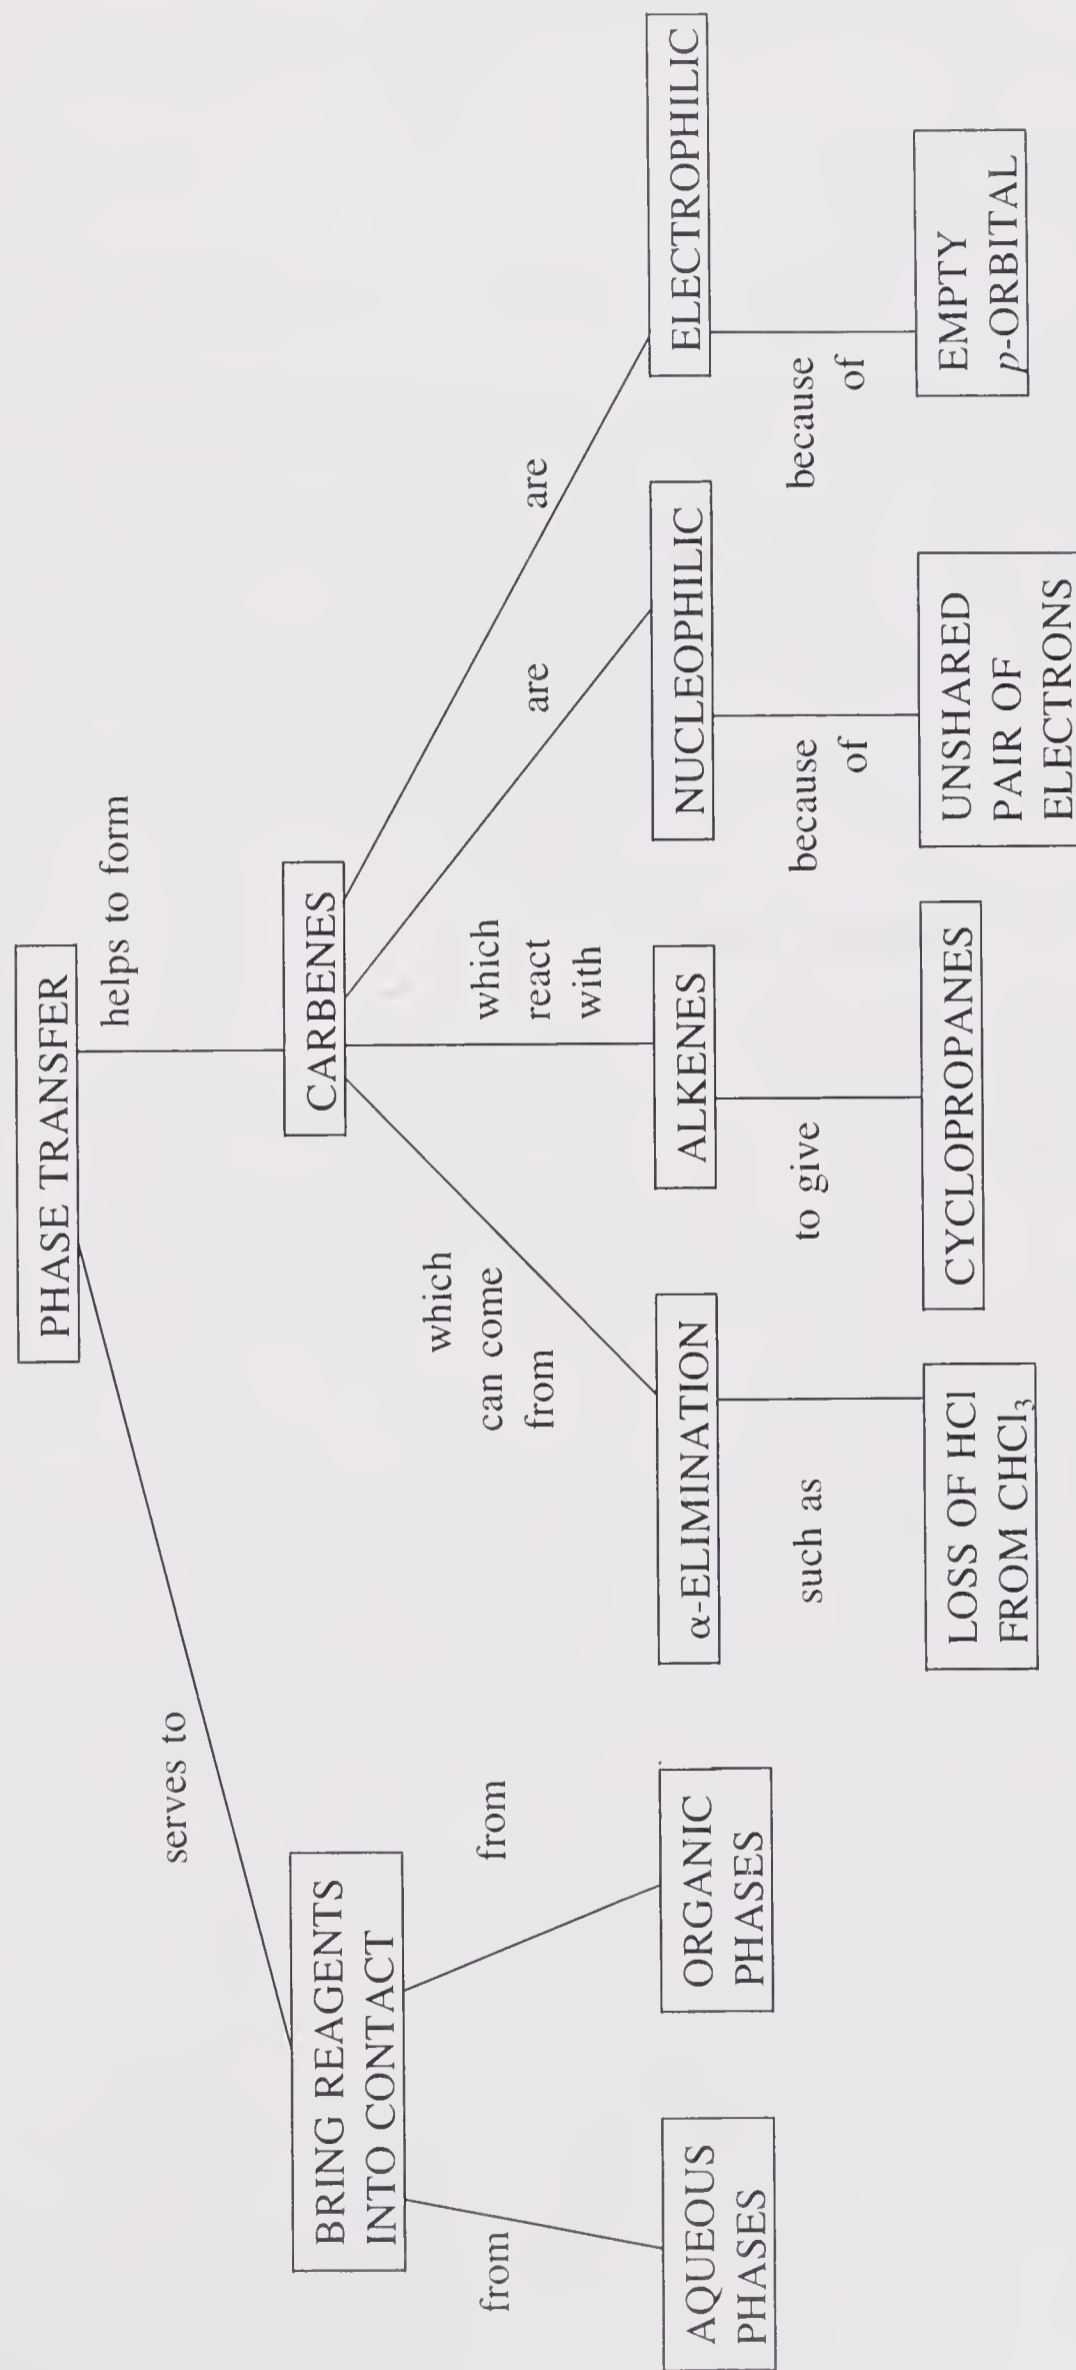 PHASE TRANSFER
serves to
helps to form
BRING REAGENTS
INTO CONTACT
CARBENES
from
from
which
can come
from
which
react
with
are
are
AQUEOUS
PHASES
ORGANIC
PHASES
α-ELIMINATION
ALKENES
NUCLEOPHILIC
ELECTROPHILIC
such as
to give
because
of
because
of
LOSS OF HCl
FROM CHCl₃
CYCLOPROPANES
UNSHARED
PAIR OF
ELECTRONS
EMPTY
p-ORBITAL